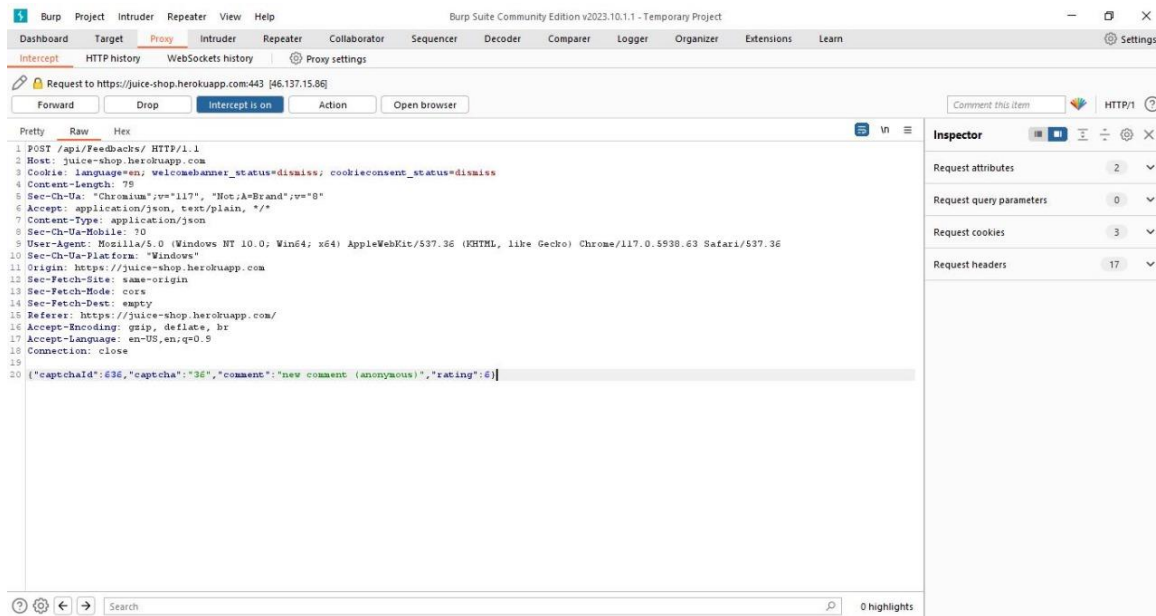 Burp Project Intruder Repeater View Help Burp Suite Community Edition v2023.10.1.1 - Temporary Project
Dashboard Target Proxy Intruder Repeater Collaborator Sequencer Decoder Comparer Logger Organizer Extensions Learn Settings
Intercept HTTP history WebSockets history Proxy settings
Request to https://juice-shop.herokuapp.com:443 [46.137.15.86]
Forward Drop Intercept is on Action Open browser Comment this item HTTP/1
Pretty Raw Hex \n Inspector
1 POST /api/Feedbacks/ HTTP/1.1
2 Host: juice-shop.herokuapp.com
3 Cookie: language=en; welcomebanner_status=dismiss; cookieconsent_status=dismiss
4 Content-Length: 79
5 Sec-Ch-Ua: "Chromium";v="117", "Not;A=Brand";v="8"
6 Accept: application/json, text/plain, */*
7 Content-Type: application/json
8 Sec-Ch-Ua-Mobile: ?0
9 User-Agent: Mozilla/5.0 (Windows NT 10.0; Win64; x64) AppleWebKit/537.36 (KHTML, like Gecko) Chrome/117.0.5938.63 Safari/537.36
10 Sec-Ch-Ua-Platform: "Windows"
11 Origin: https://juice-shop.herokuapp.com
12 Sec-Fetch-Site: same-origin
13 Sec-Fetch-Mode: cors
14 Sec-Fetch-Dest: empty
15 Referer: https://juice-shop.herokuapp.com/
16 Accept-Encoding: gzip, deflate, br
17 Accept-Language: en-US,en;q=0.9
18 Connection: close
19
20 {"captchaId":636,"captcha":"36","comment":"new comment (anonymous)","rating":6}
Request attributes 2
Request query parameters 0
Request cookies 3
Request headers 17
Search 0 highlights